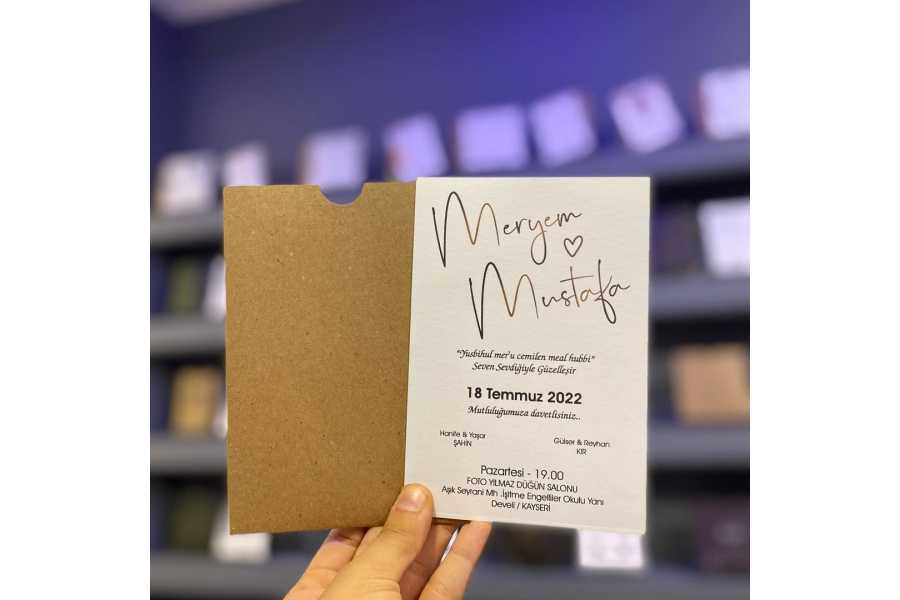 Meryem
Mustafa
"Yusbihul mer'u cemilen meal hubbi"
Seven Sevdiğiyle Güzelleşir
18 Temmuz 2022
Mutluluğumuza davetlisiniz..
Hanife & Yaşar
ŞAHİN
Gülser & Reyhan
KIR
Pazartesi - 19.00
FOTO YILMAZ DÜĞÜN SALONU
Aşık Seyrani Mh .İşitme Engelliler Okulu Yanı
Develi / KAYSERİ